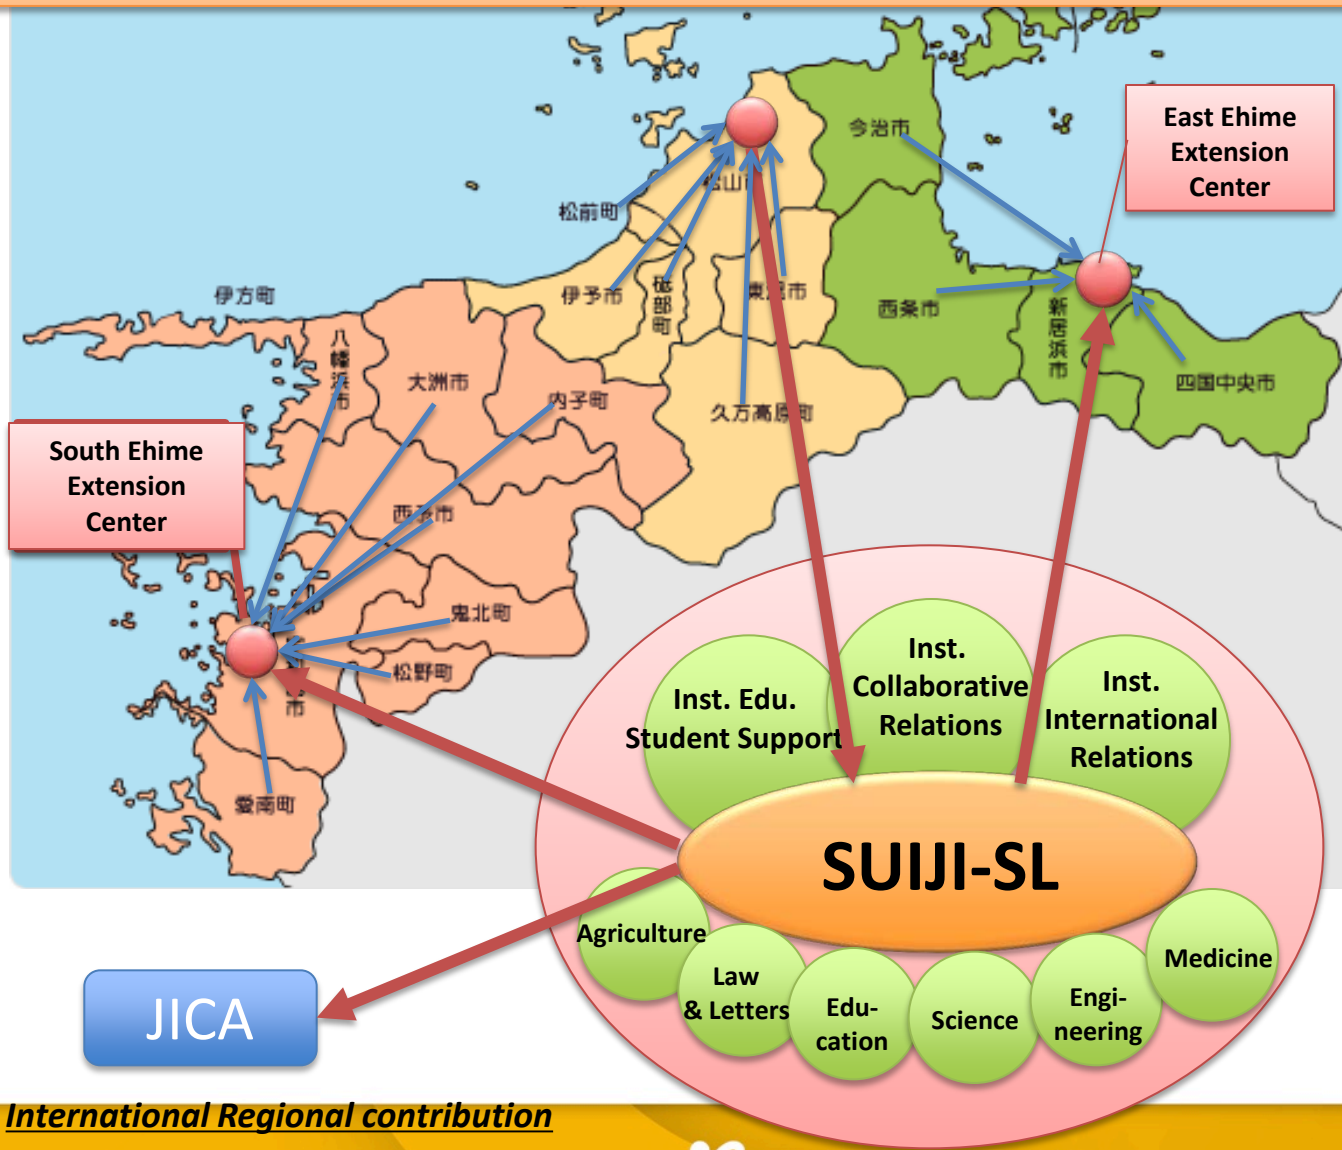 East Ehime
Extension
Center
今治市
松前町
伊予市
砥部町
西条市
新居浜市
四国中央市
伊方町
八幡浜市
大洲市
内子町
久万高原町
South Ehime
Extension
Center
西予市
鬼北町
松野町
市
愛南町
Inst. Edu.
Student Support
Inst.
Collaborative
Relations
Inst.
International
Relations
SUIJI-SL
Agriculture
Law
& Letters
Edu-
cation
Science
Engi-
neering
Medicine
JICA
International Regional contribution